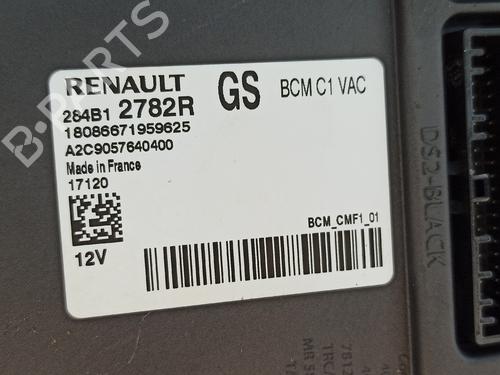 RENAULT GS BCM C1 VAC
284B1 2782R
18086671959625
A2C9057640400
Made in France
17120
BCM_CMF1_01
12V
DS2-BLACK
B-PARTS